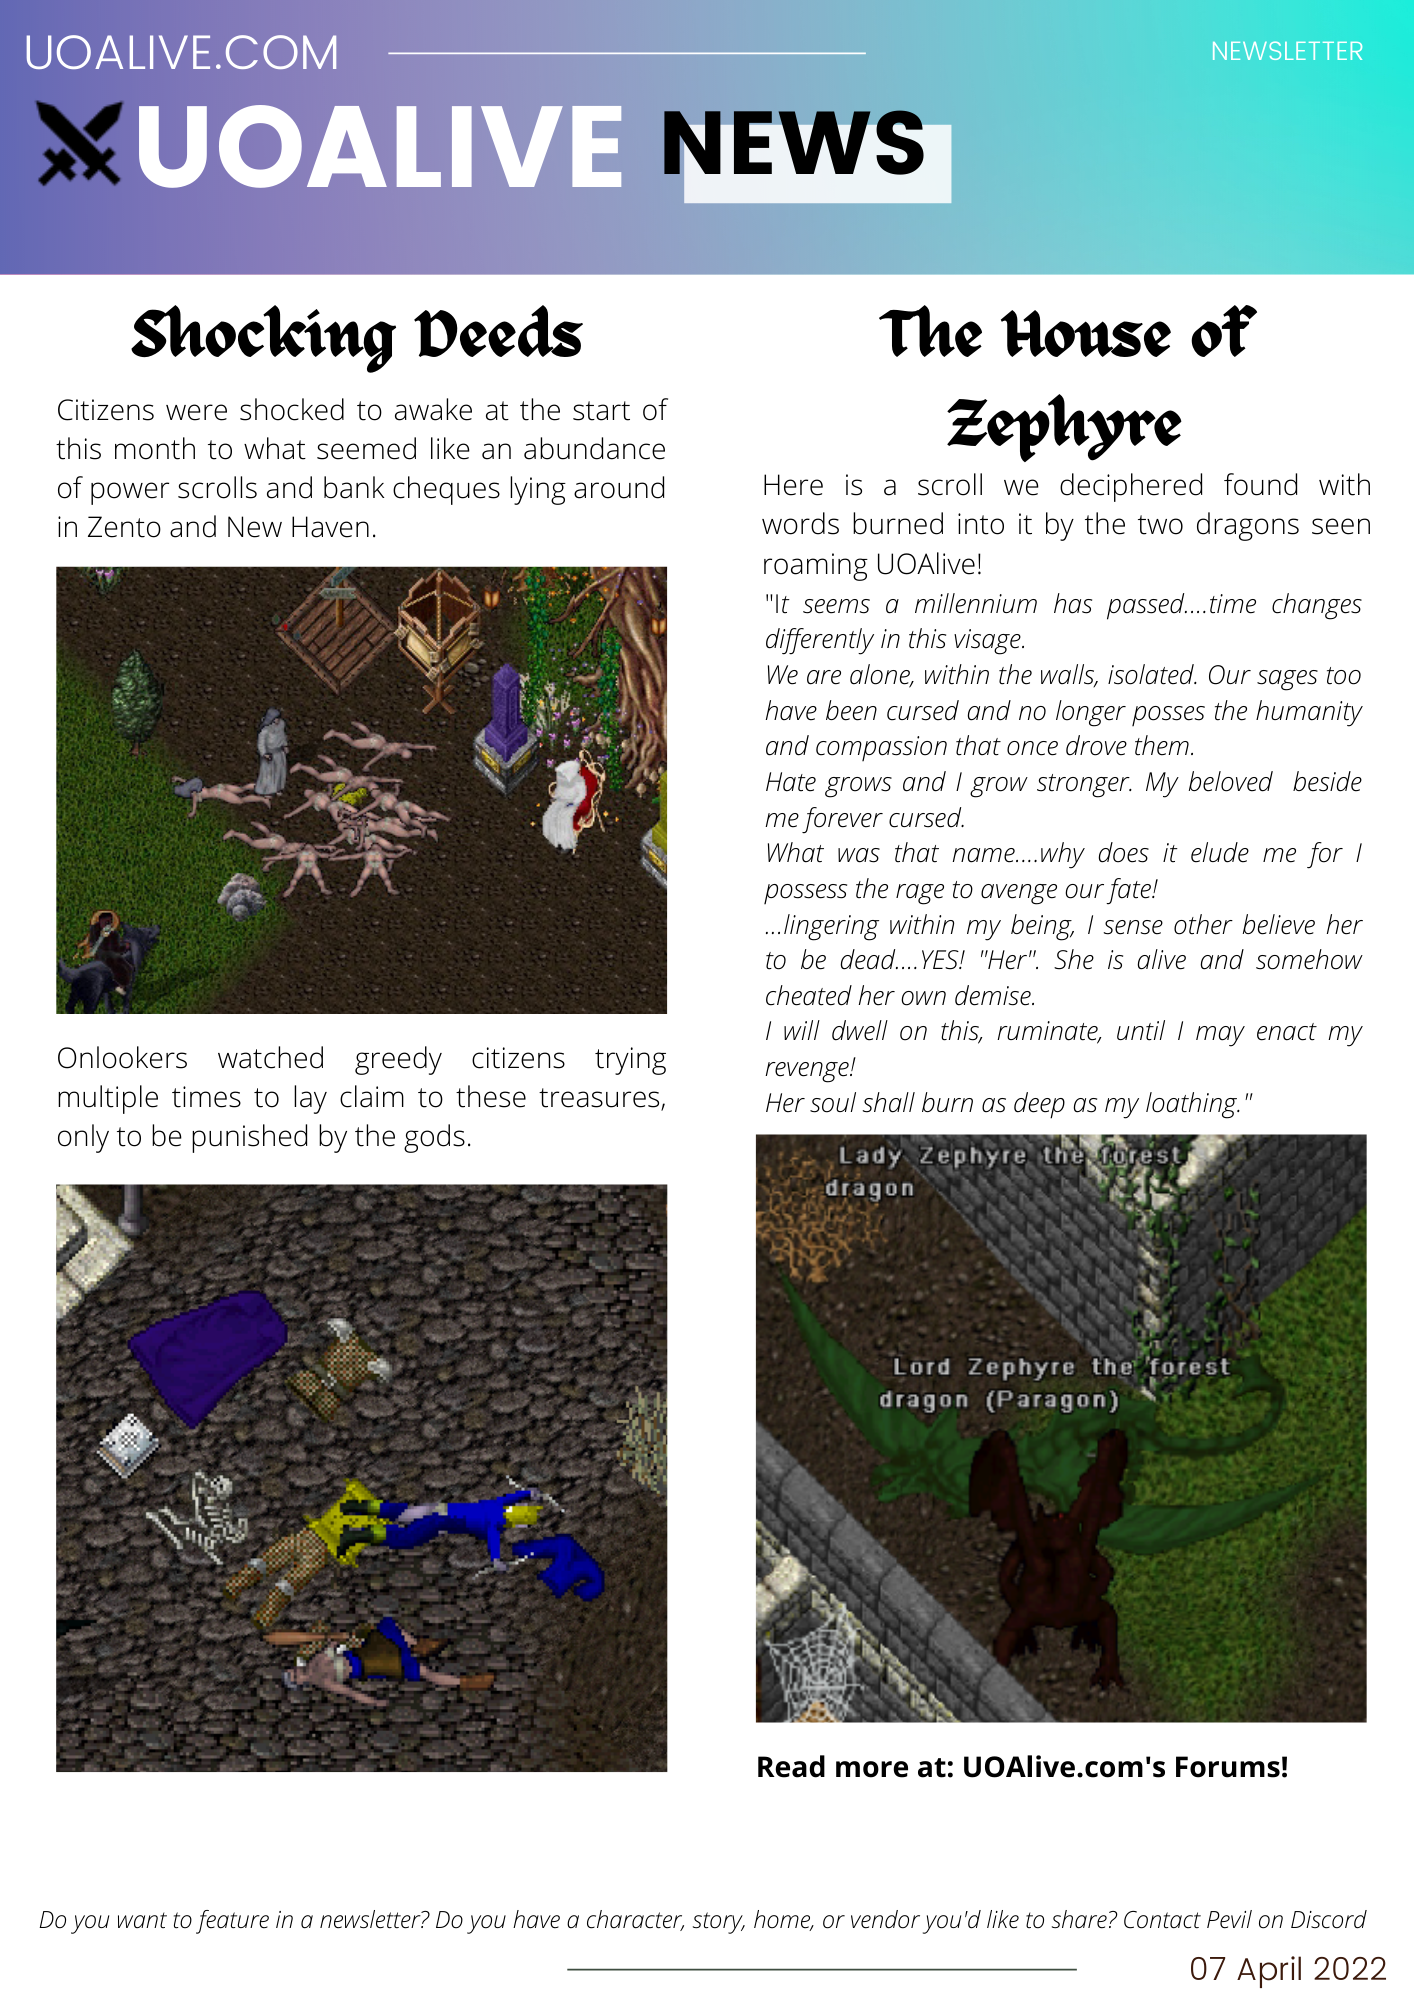 UOALIVE.COM
NEWSLETTER
UOALIVE NEWS
Shocking Deeds
Citizens were shocked to awake at the start of
this month to what seemed like an abundance
of power scrolls and bank cheques lying around
in Zento and New Haven.
Onlookers watched greedy citizens trying
multiple times to lay claim to these treasures,
only to be punished by the gods.
The House of
Zephyre
Here is a scroll we deciphered found with
words burned into it by the two dragons seen
roaming UOAlive!
"It seems a millennium has passed....time changes
differently in this visage.
We are alone, within the walls, isolated. Our sages too
have been cursed and no longer posses the humanity
and compassion that once drove them.
Hate grows and I grow stronger. My beloved beside
me forever cursed.
What was that name....why does it elude me for I
possess the rage to avenge our fate!
...lingering within my being, I sense other believe her
to be dead....YES! "Her". She is alive and somehow
cheated her own demise.
I will dwell on this, ruminate, until I may enact my
revenge!
Her soul shall burn as deep as my loathing."
Lady Zephyre the forest
dragon
Lord Zephyre the forest
dragon (Paragon)
Read more at: UOAlive.com's Forums!
Do you want to feature in a newsletter? Do you have a character, story, home, or vendor you'd like to share? Contact Pevil on Discord
07 April 2022